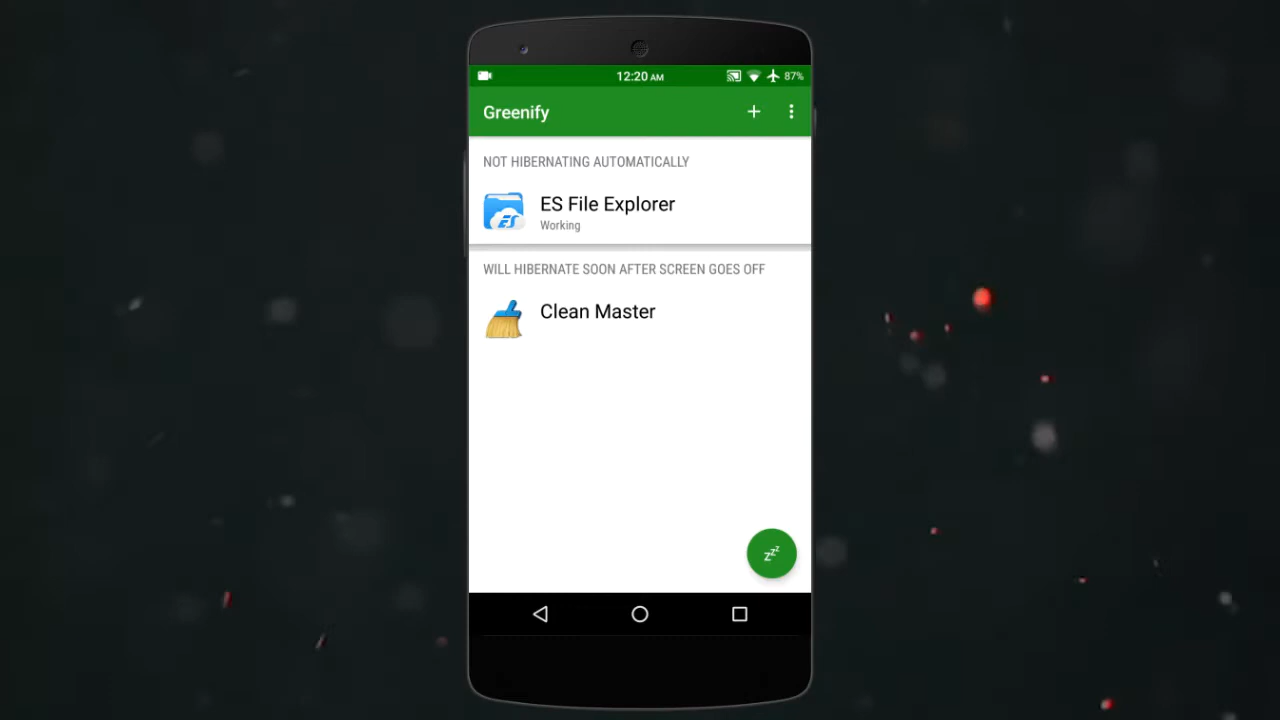 12:20 AM
87%
Greenify
NOT HIBERNATING AUTOMATICALLY
ES File Explorer
Working
WILL HIBERNATE SOON AFTER SCREEN GOES OFF
Clean Master
zzz